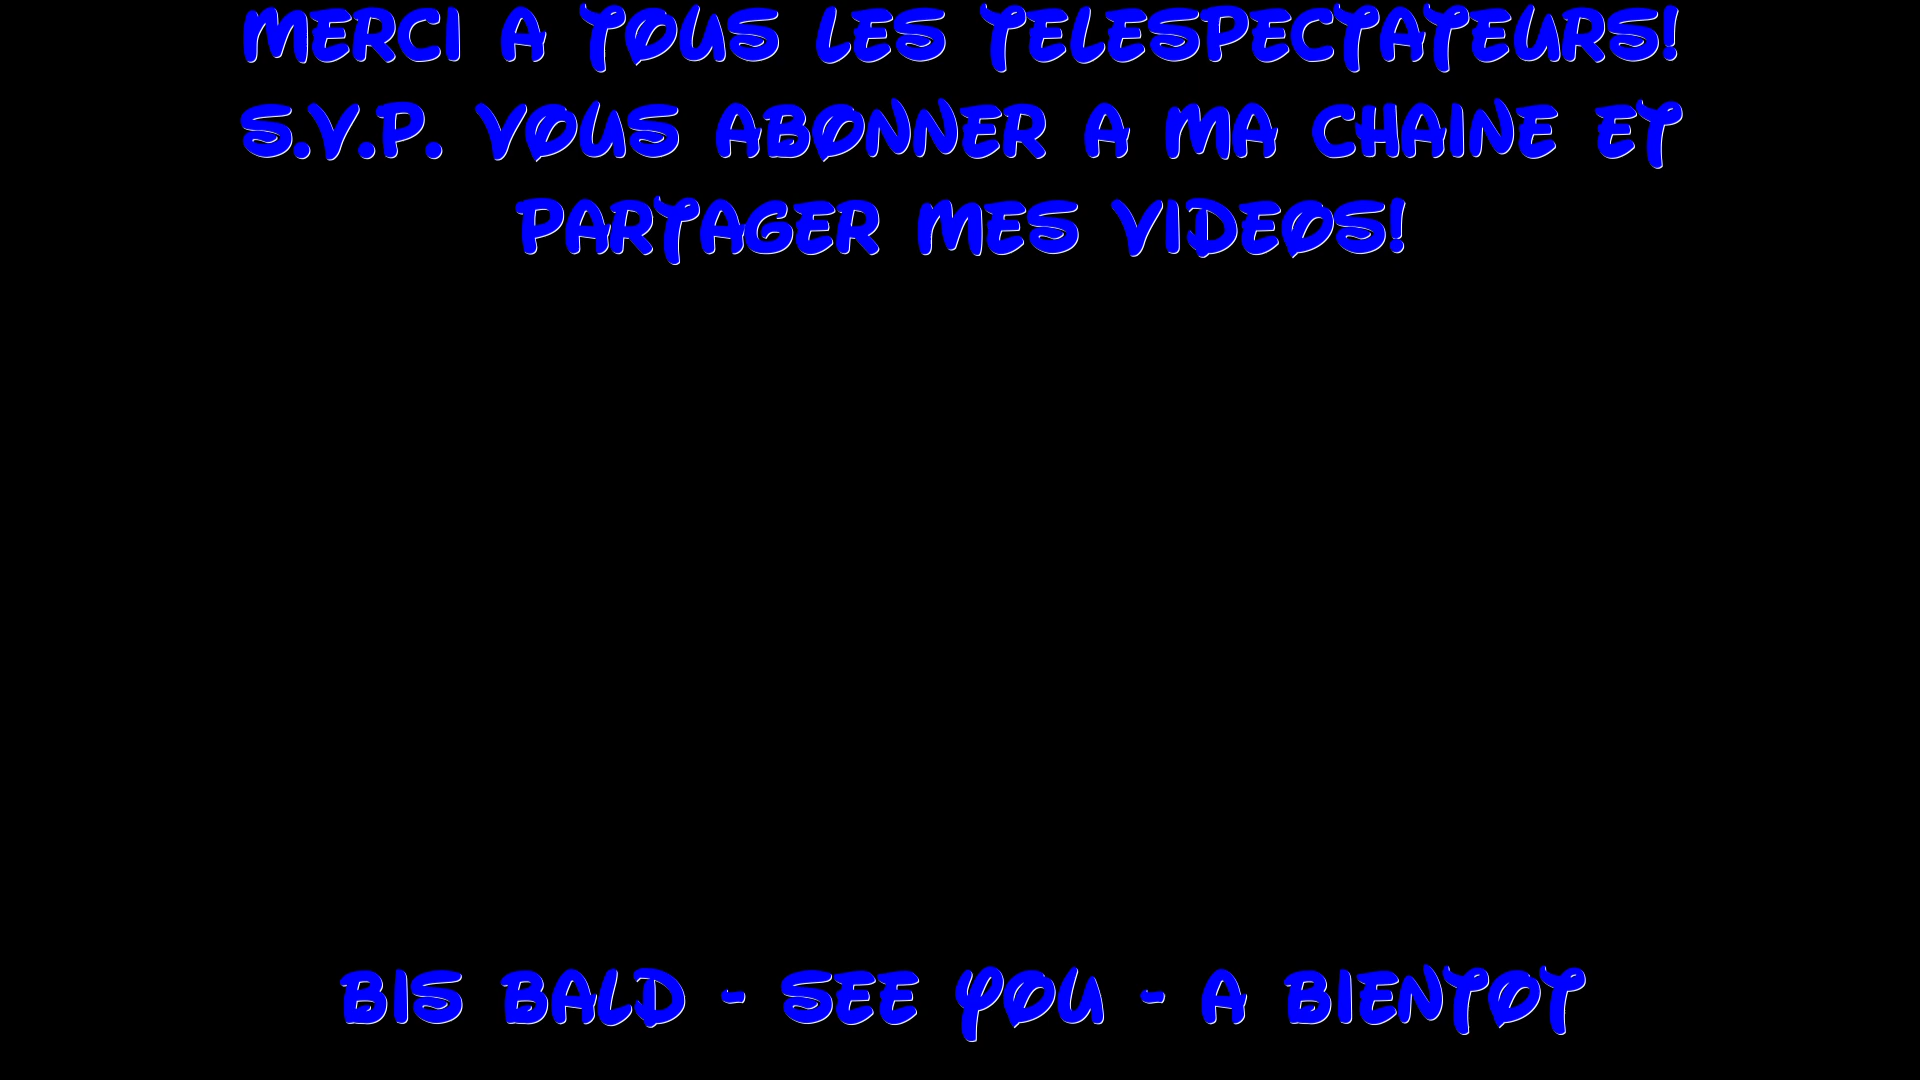 MERCI A TOUS LES TELESPECTATEURS!
S.V.P. VOUS ABONNER A MA CHAINE ET
PARTAGER MES VIDEOS!
BIS BALD - SEE YOU - A BIENTOT